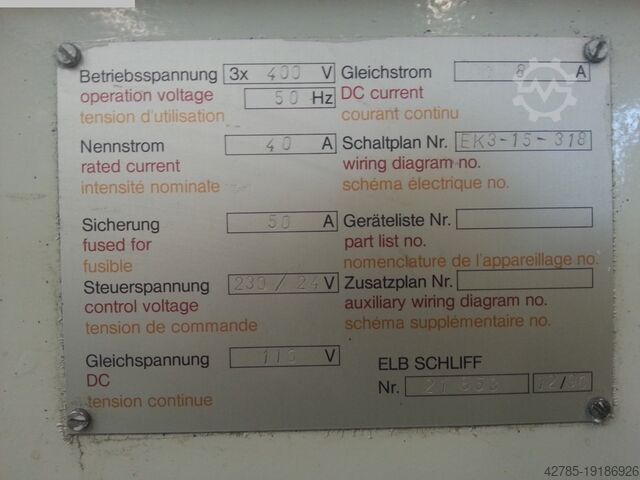 Betriebsspannung 3x 400 V
operation voltage 50 Hz
tension d'utilisation
Nennstrom 40 A
rated current
intensité nominale
Sicherung 50 A
fused for
fusible
Steuerspannung 230 / 24 V
control voltage
tension de commande
Gleichspannung 115 V
DC
tension continue
Gleichstrom 8 A
DC current
courant continu
Schaltplan Nr. EK3-15-318
wiring diagram no.
schéma électrique no.
Geräteliste Nr.
part list no.
nomenclature de l'appareillage no.
Zusatzplan Nr.
auxiliary wiring diagram no.
schéma supplémentaire no.
ELB SCHLIFF
Nr.
42785-19186926